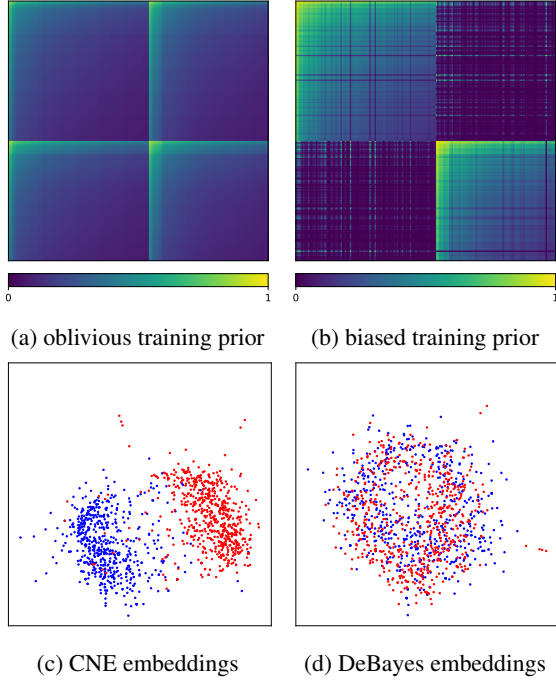 0 1 0 1
(a) oblivious training prior (b) biased training prior
(c) CNE embeddings (d) DeBayes embeddings